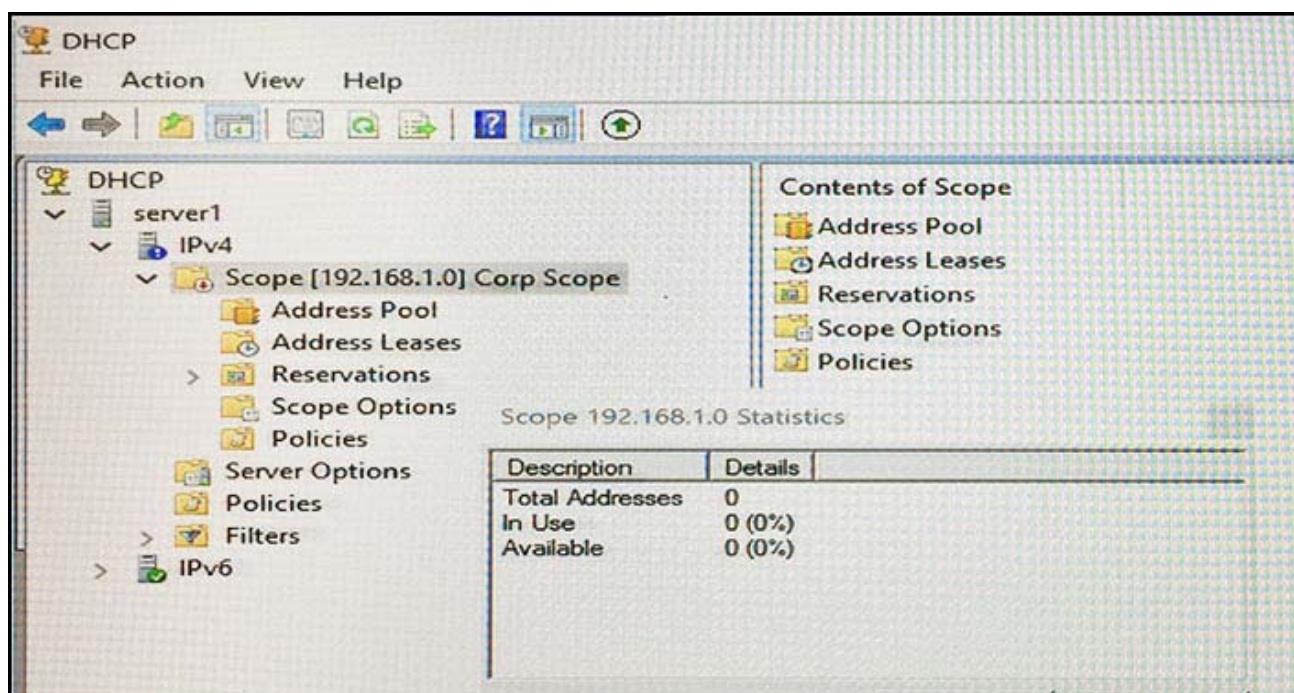 DHCP
File Action View Help
DHCP
server1
IPv4
Scope [192.168.1.0] Corp Scope
Address Pool
Address Leases
Reservations
Scope Options
Policies
Server Options
Policies
Filters
IPv6
Contents of Scope
Address Pool
Address Leases
Reservations
Scope Options
Policies
Scope 192.168.1.0 Statistics
Description Details
Total Addresses 0
In Use 0 (0%)
Available 0 (0%)